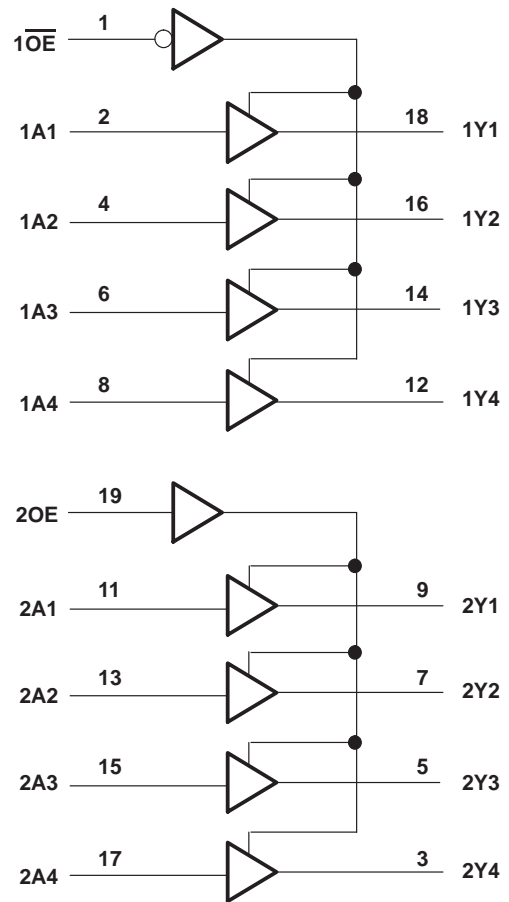 1O̅E̅ 1
1A1 2 18 1Y1
1A2 4 16 1Y2
1A3 6 14 1Y3
1A4 8 12 1Y4
2OE 19
2A1 11 9 2Y1
2A2 13 7 2Y2
2A3 15 5 2Y3
2A4 17 3 2Y4